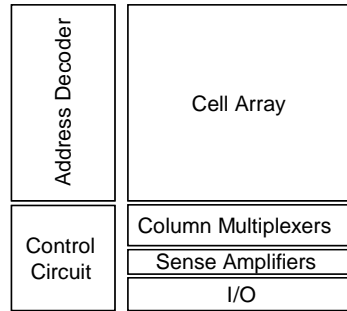 Address Decoder
Cell Array
Control
Circuit
Column Multiplexers
Sense Amplifiers
I/O